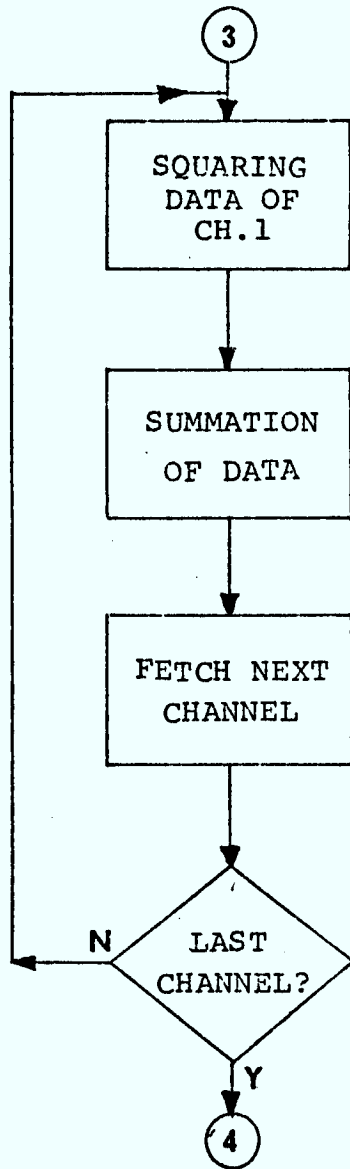 3
SQUARING
DATA OF
CH.1
SUMMATION
OF DATA
FETCH NEXT
CHANNEL
N
LAST
CHANNEL?
Y
4